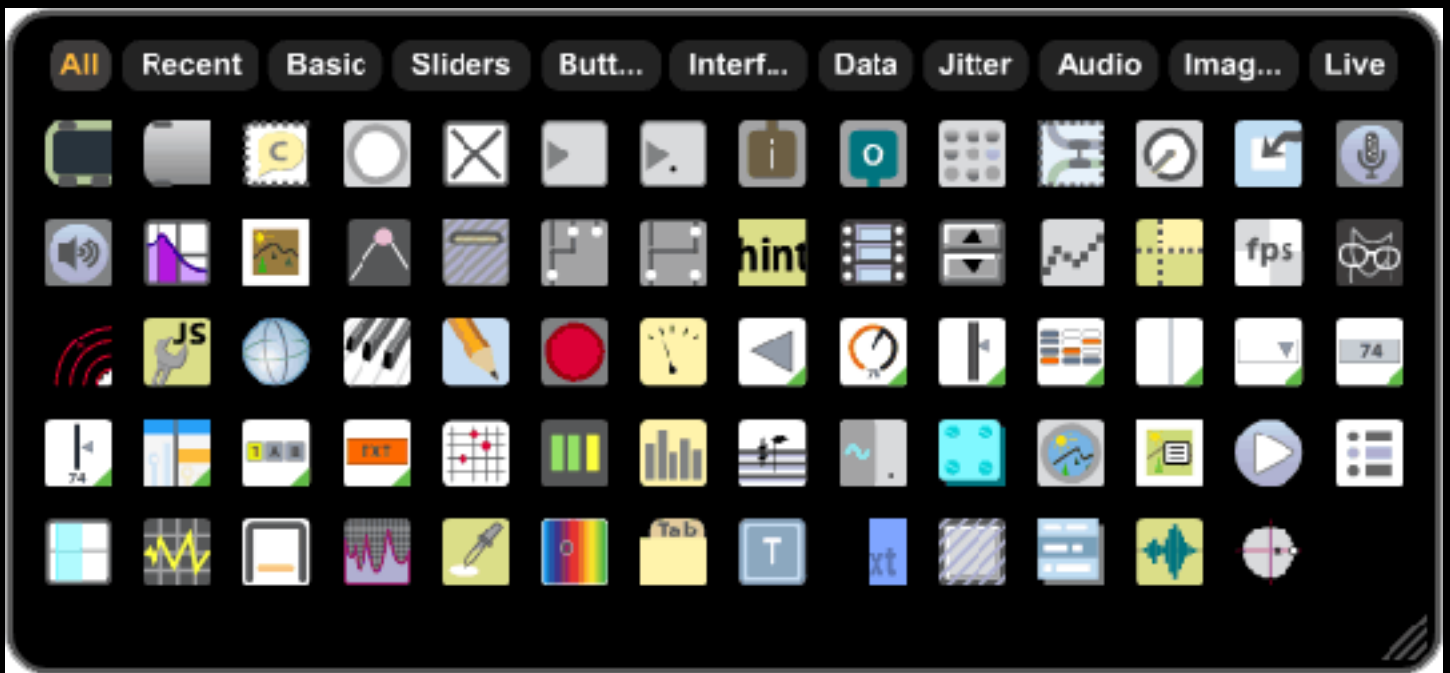 All Recent Basic Sliders Butt... Interf... Data Jitter Audio Imag... Live
C i o
hint fps
JS 74
74 1 A B TXT
Tab T xt